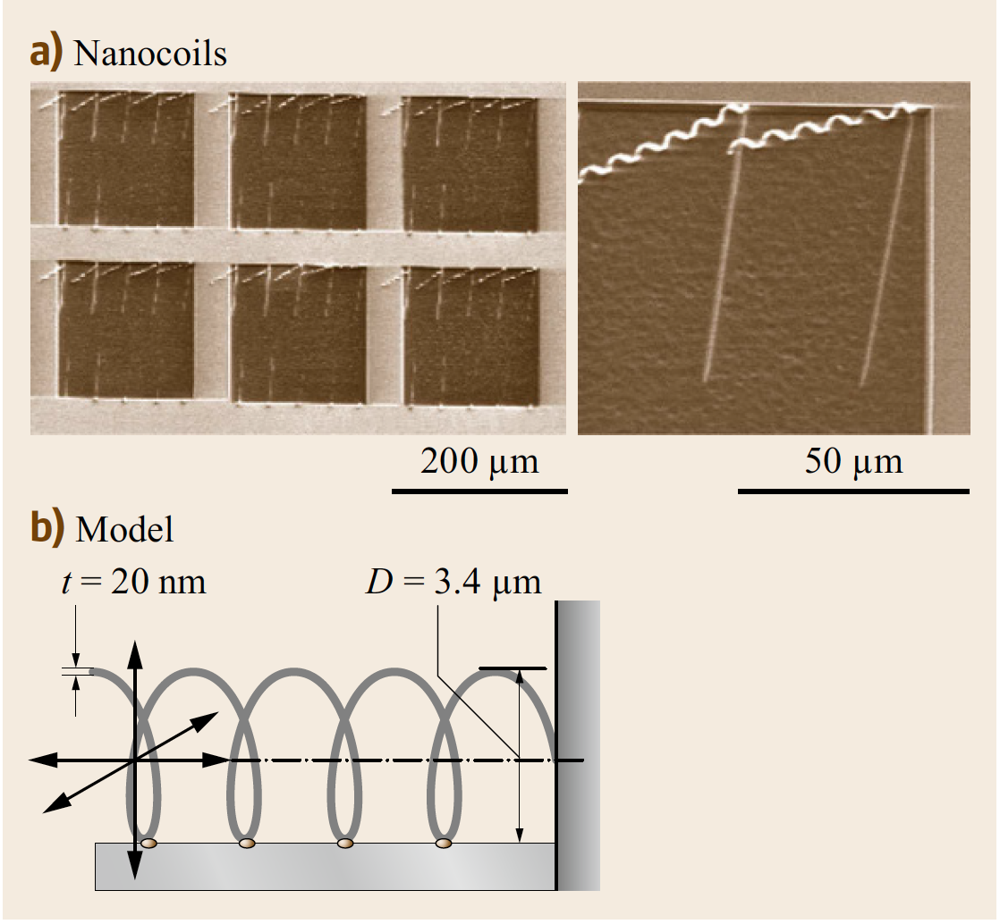 a) Nanocoils
200 µm
50 µm
b) Model
t = 20 nm
D = 3.4 µm